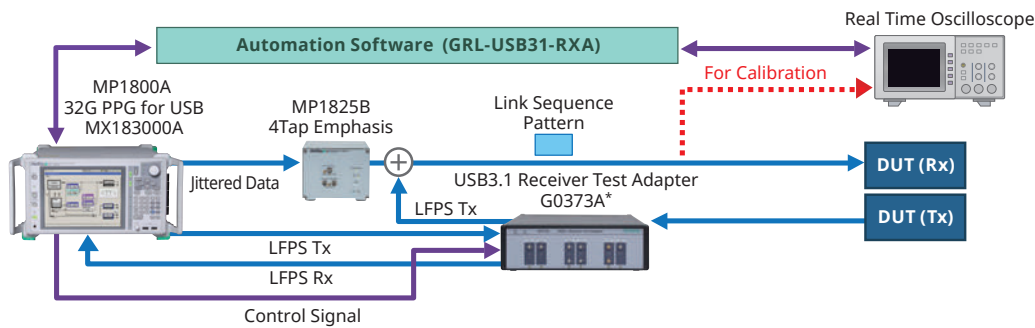 Real Time Oscilloscope
Automation Software (GRL-USB31-RXA)
For Calibration
MP1800A
32G PPG for USB
MX183000A
MP1825B
4Tap Emphasis
Link Sequence
Pattern
Jittered Data
DUT (Rx)
USB3.1 Receiver Test Adapter
G0373A*
LFPS Tx
DUT (Tx)
LFPS Tx
LFPS Rx
Control Signal